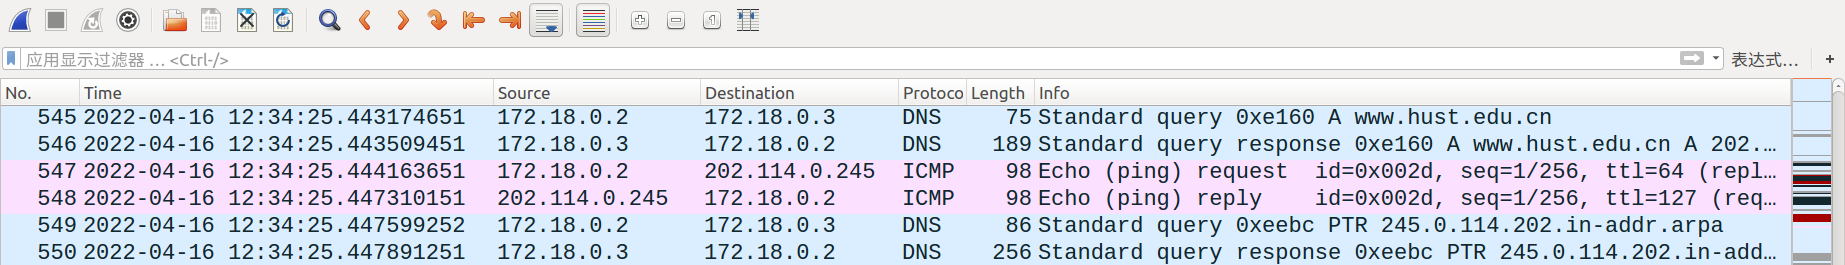 应用显示过滤器 … <Ctrl-/> 表达式… +
No. Time Source Destination Protoco Length Info
545 2022-04-16 12:34:25.443174651 172.18.0.2 172.18.0.3 DNS 75 Standard query 0xe160 A www.hust.edu.cn
546 2022-04-16 12:34:25.443509451 172.18.0.3 172.18.0.2 DNS 189 Standard query response 0xe160 A www.hust.edu.cn A 202.…
547 2022-04-16 12:34:25.444163651 172.18.0.2 202.114.0.245 ICMP 98 Echo (ping) request id=0x002d, seq=1/256, ttl=64 (repl…
548 2022-04-16 12:34:25.447310151 202.114.0.245 172.18.0.2 ICMP 98 Echo (ping) reply id=0x002d, seq=1/256, ttl=127 (req…
549 2022-04-16 12:34:25.447599252 172.18.0.2 172.18.0.3 DNS 86 Standard query 0xeebc PTR 245.0.114.202.in-addr.arpa
550 2022-04-16 12:34:25.447891251 172.18.0.3 172.18.0.2 DNS 256 Standard query response 0xeebc PTR 245.0.114.202.in-add…